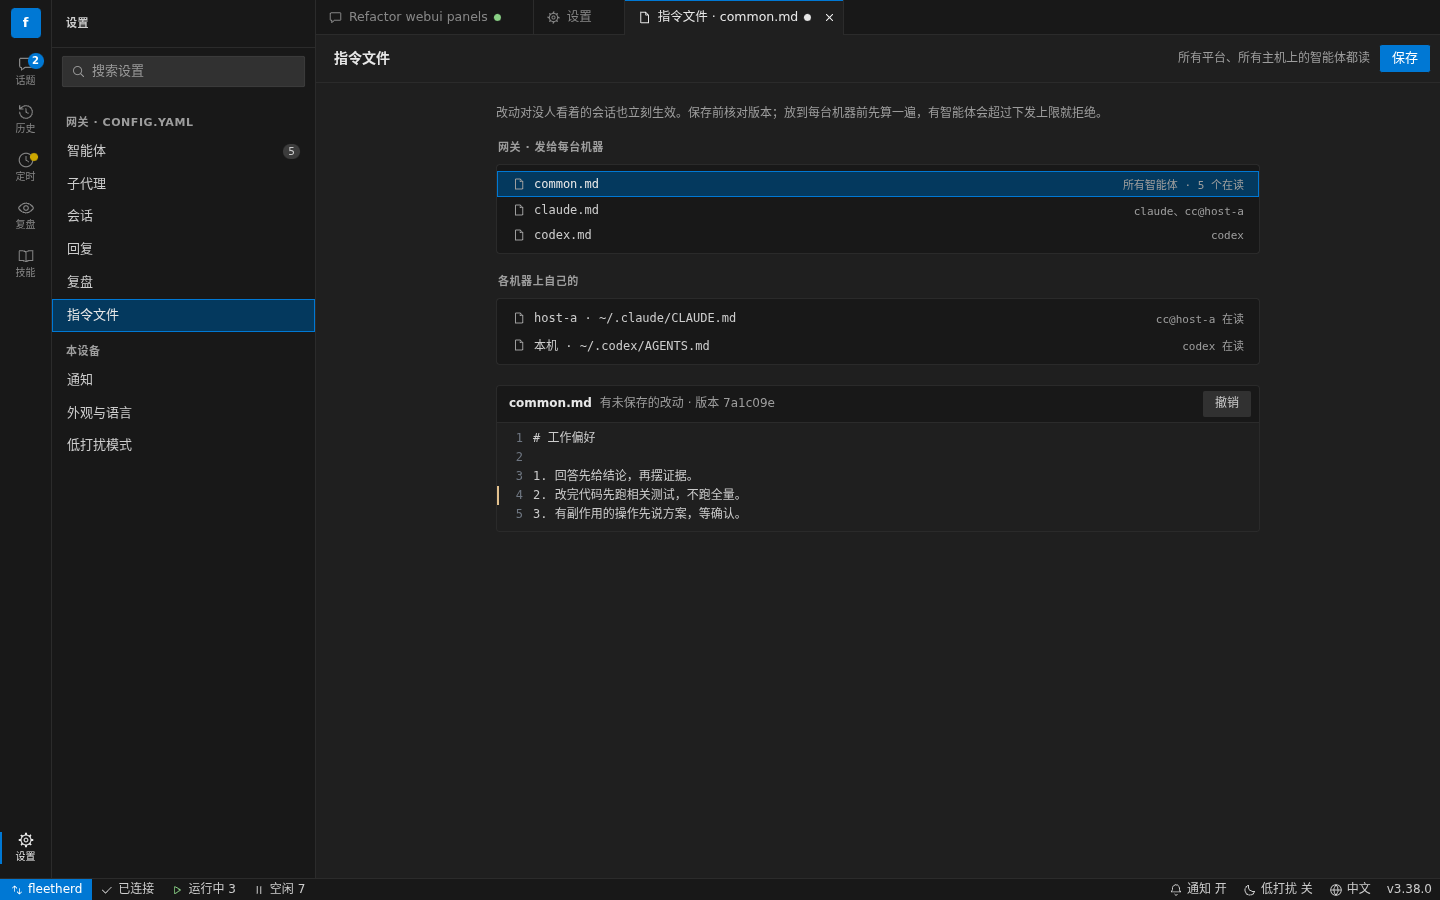 f
设置
Refactor webui panels
设置
指令文件 · common.md
2
话题
历史
定时
复盘
技能
设置
搜索设置
网关 · CONFIG.YAML
智能体 5
子代理
会话
回复
复盘
指令文件
本设备
通知
外观与语言
低打扰模式
指令文件
所有平台、所有主机上的智能体都读
保存
改动对没人看着的会话也立刻生效。保存前核对版本；放到每台机器前先算一遍，有智能体会超过下发上限就拒绝。
网关 · 发给每台机器
common.md 所有智能体 · 5 个在读
claude.md claude、cc@host-a
codex.md codex
各机器上自己的
host-a · ~/.claude/CLAUDE.md cc@host-a 在读
本机 · ~/.codex/AGENTS.md codex 在读
common.md 有未保存的改动 · 版本 7a1c09e 撤销
1 # 工作偏好
2
3 1. 回答先给结论，再摆证据。
4 2. 改完代码先跑相关测试，不跑全量。
5 3. 有副作用的操作先说方案，等确认。
fleetherd 已连接 运行中 3 空闲 7 通知 开 低打扰 关 中文 v3.38.0